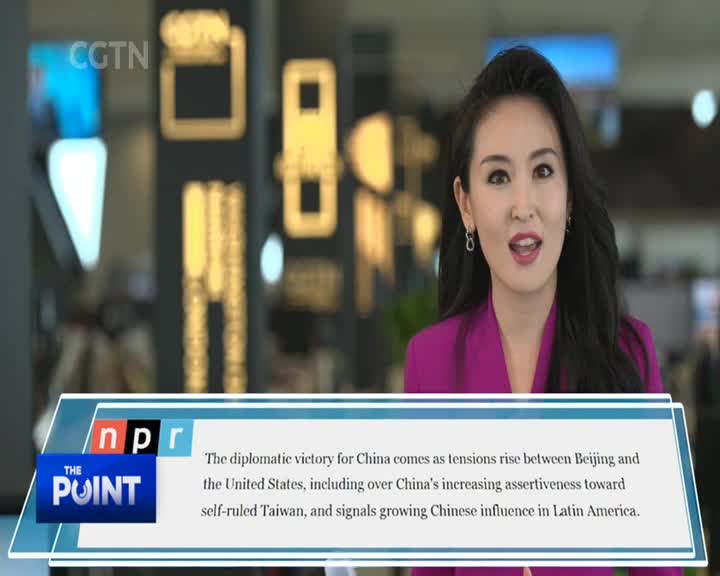 CGTN
CGTN
npr
The diplomatic victory for China comes as tensions rise between Beijing and
the United States, including over China's increasing assertiveness toward
self-ruled Taiwan, and signals growing Chinese influence in Latin America.
THE
POINT